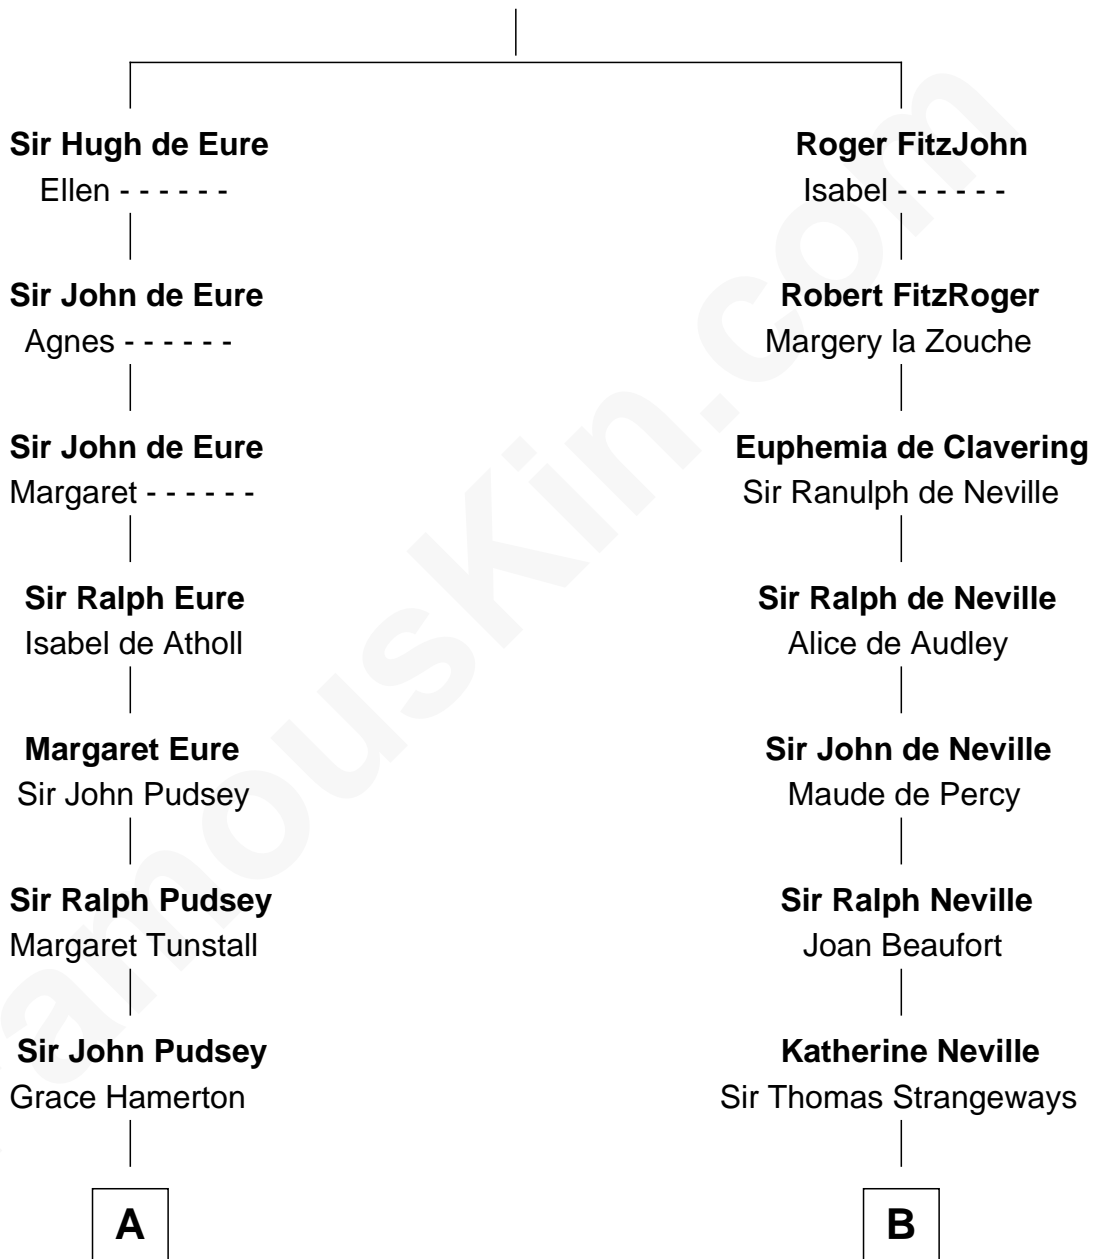 Sir Hugh de Eure
Ellen - - - - - -
Sir John de Eure
Agnes - - - - - -
Sir John de Eure
Margaret - - - - - -
Sir Ralph Eure
Isabel de Atholl
Margaret Eure
Sir John Pudsey
Sir Ralph Pudsey
Margaret Tunstall
Sir John Pudsey
Grace Hamerton
A
Roger FitzJohn
Isabel - - - - - -
Robert FitzRoger
Margery la Zouche
Euphemia de Clavering
Sir Ranulph de Neville
Sir Ralph de Neville
Alice de Audley
Sir John de Neville
Maude de Percy
Sir Ralph Neville
Joan Beaufort
Katherine Neville
Sir Thomas Strangeways
B
amousKin.com